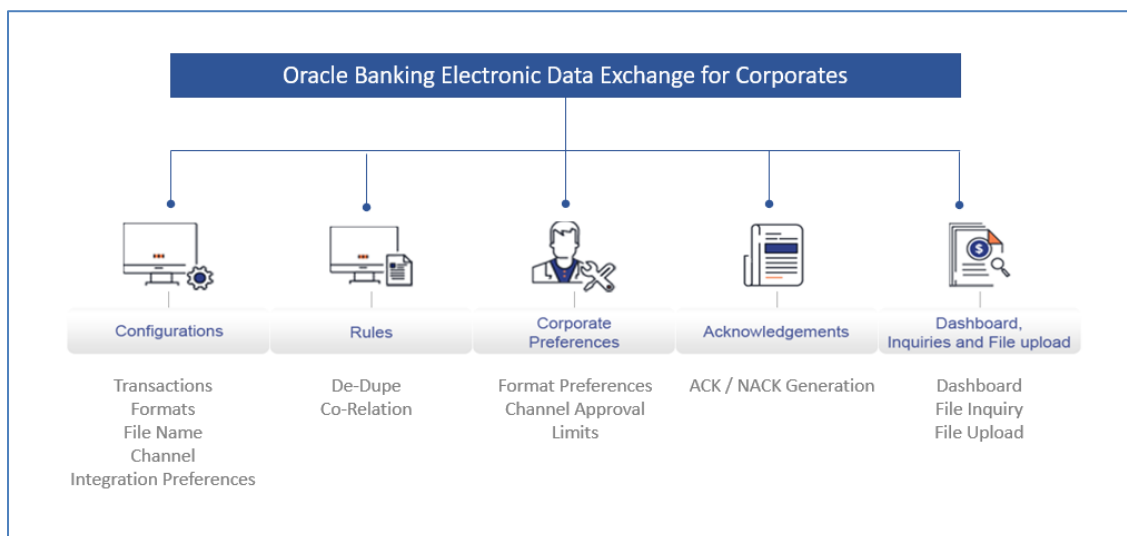 Oracle Banking Electronic Data Exchange for Corporates
Configurations
Transactions
Formats
File Name
Channel
Integration Preferences
Rules
De-Dupe
Co-Relation
Corporate
Preferences
Format Preferences
Channel Approval
Limits
Acknowledgements
ACK / NACK Generation
$
Dashboard,
Inquiries and File upload
Dashboard
File Inquiry
File Upload